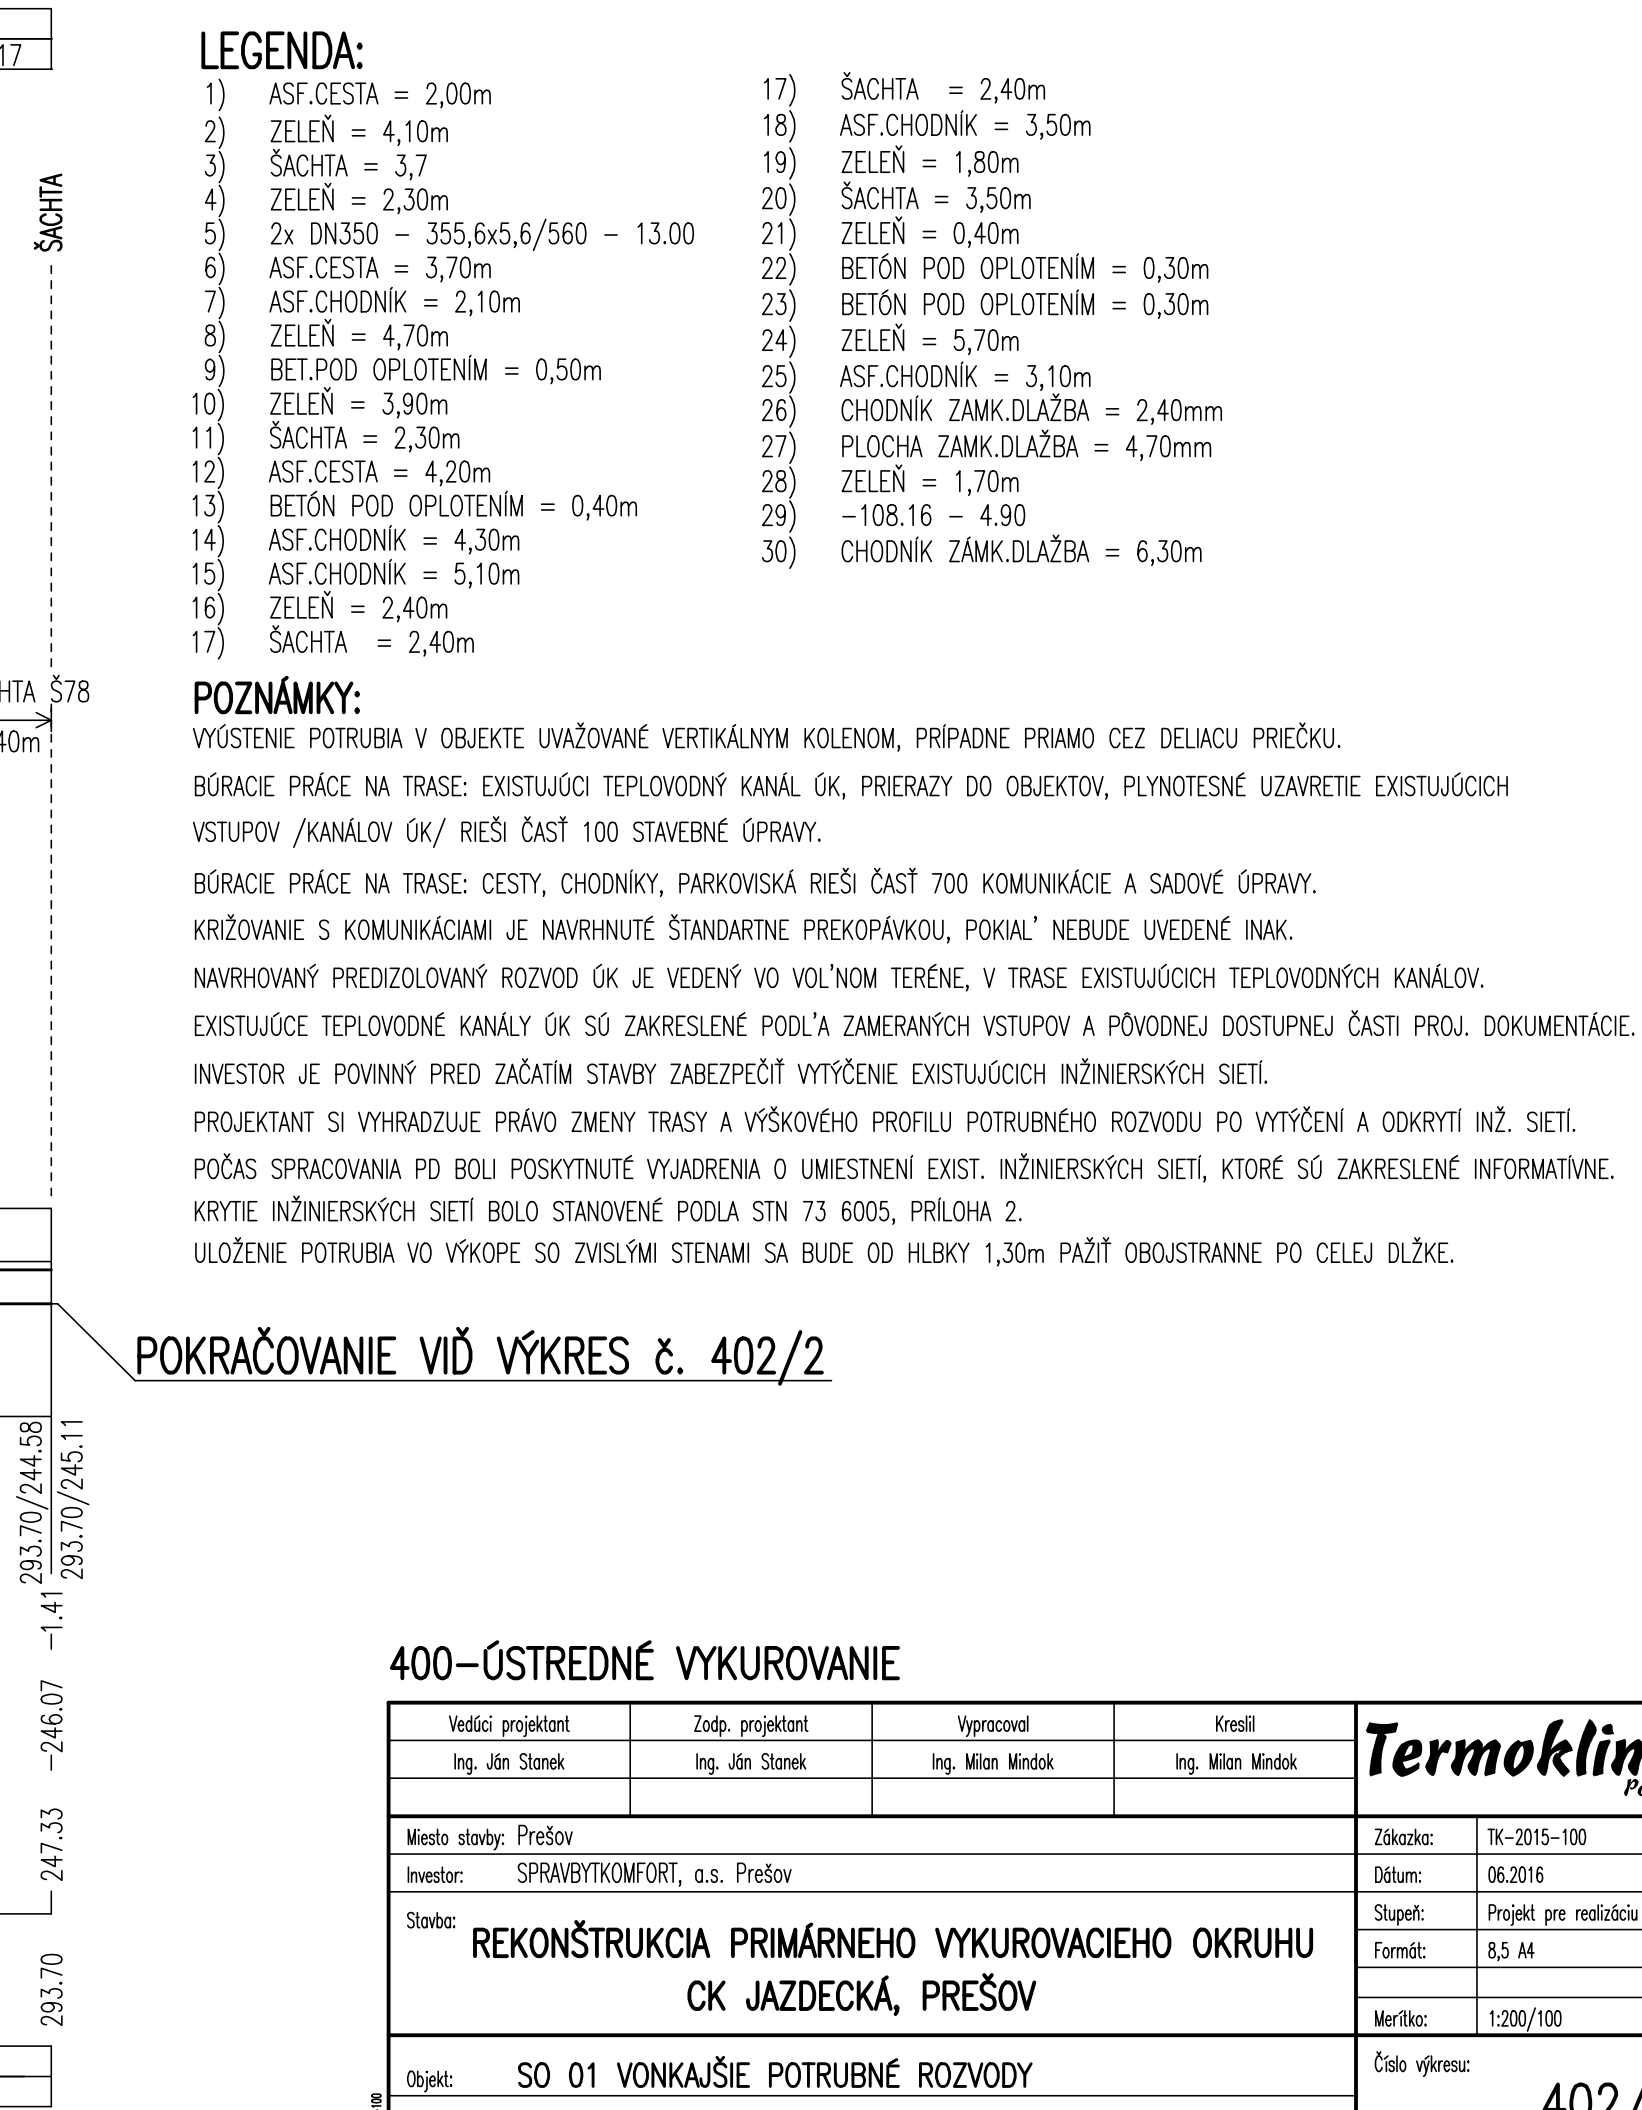 17
LEGENDA:
1) ASF.CESTA = 2,00m
2) ZELEŇ = 4,10m
3) ŠACHTA = 3,7
4) ZELEŇ = 2,30m
5) 2x DN350 – 355,6x5,6/560 – 13.00
6) ASF.CESTA = 3,70m
7) ASF.CHODNÍK = 2,10m
8) ZELEŇ = 4,70m
9) BET.POD OPLOTENÍM = 0,50m
10) ZELEŇ = 3,90m
11) ŠACHTA = 2,30m
12) ASF.CESTA = 4,20m
13) BETÓN POD OPLOTENÍM = 0,40m
14) ASF.CHODNÍK = 4,30m
15) ASF.CHODNÍK = 5,10m
16) ZELEŇ = 2,40m
17) ŠACHTA = 2,40m
17) ŠACHTA = 2,40m
18) ASF.CHODNÍK = 3,50m
19) ZELEŇ = 1,80m
20) ŠACHTA = 3,50m
21) ZELEŇ = 0,40m
22) BETÓN POD OPLOTENÍM = 0,30m
23) BETÓN POD OPLOTENÍM = 0,30m
24) ZELEŇ = 5,70m
25) ASF.CHODNÍK = 3,10m
26) CHODNÍK ZAMK.DLAŽBA = 2,40mm
27) PLOCHA ZAMK.DLAŽBA = 4,70mm
28) ZELEŇ = 1,70m
29) –108.16 – 4.90
30) CHODNÍK ZÁMK.DLAŽBA = 6,30m
ŠACHTA
HTA Š78
40m
POZNÁMKY:
VYÚSTENIE POTRUBIA V OBJEKTE UVAŽOVANÉ VERTIKÁLNYM KOLENOM, PRÍPADNE PRIAMO CEZ DELIACU PRIEČKU.
BÚRACIE PRÁCE NA TRASE: EXISTUJÚCI TEPLOVODNÝ KANÁL ÚK, PRIERAZY DO OBJEKTOV, PLYNOTESNÉ UZAVRETIE EXISTUJÚCICH
VSTUPOV /KANÁLOV ÚK/ RIEŠI ČASŤ 100 STAVEBNÉ ÚPRAVY.
BÚRACIE PRÁCE NA TRASE: CESTY, CHODNÍKY, PARKOVISKÁ RIEŠI ČASŤ 700 KOMUNIKÁCIE A SADOVÉ ÚPRAVY.
KRIŽOVANIE S KOMUNIKÁCIAMI JE NAVRHNUTÉ ŠTANDARTNE PREKOPÁVKOU, POKIAĽ NEBUDE UVEDENÉ INAK.
NAVRHOVANÝ PREDIZOLOVANÝ ROZVOD ÚK JE VEDENÝ VO VOĽNOM TERÉNE, V TRASE EXISTUJÚCICH TEPLOVODNÝCH KANÁLOV.
EXISTUJÚCE TEPLOVODNÉ KANÁLY ÚK SÚ ZAKRESLENÉ PODĽA ZAMERANÝCH VSTUPOV A PÔVODNEJ DOSTUPNEJ ČASTI PROJ. DOKUMENTÁCIE.
INVESTOR JE POVINNÝ PRED ZAČATÍM STAVBY ZABEZPEČIŤ VYTÝČENIE EXISTUJÚCICH INŽINIERSKÝCH SIETÍ.
PROJEKTANT SI VYHRADZUJE PRÁVO ZMENY TRASY A VÝŠKOVÉHO PROFILU POTRUBNÉHO ROZVODU PO VYTÝČENÍ A ODKRYTÍ INŽ. SIETÍ.
POČAS SPRACOVANIA PD BOLI POSKYTNUTÉ VYJADRENIA O UMIESTNENÍ EXIST. INŽINIERSKÝCH SIETÍ, KTORÉ SÚ ZAKRESLENÉ INFORMATÍVNE.
KRYTIE INŽINIERSKÝCH SIETÍ BOLO STANOVENÉ PODLA STN 73 6005, PRÍLOHA 2.
ULOŽENIE POTRUBIA VO VÝKOPE SO ZVISLÝMI STENAMI SA BUDE OD HLBKY 1,30m PAŽIŤ OBOJSTRANNE PO CELEJ DLŽKE.
POKRAČOVANIE VIĎ VÝKRES č. 402/2
293.70/244.58
293.70/245.11
–1.41
–246.07
247.33
293.70
400–ÚSTREDNÉ VYKUROVANIE
Vedúci projektant Zodp. projektant Vypracoval Kreslil
Ing. Ján Stanek Ing. Ján Stanek Ing. Milan Mindok Ing. Milan Mindok
Termoklim
Miesto stavby: Prešov
Investor: SPRAVBYTKOMFORT, a.s. Prešov
Stavba: REKONŠTRUKCIA PRIMÁRNEHO VYKUROVACIEHO OKRUHU
CK JAZDECKÁ, PREŠOV
Objekt: SO 01 VONKAJŠIE POTRUBNÉ ROZVODY
Zákazka: TK–2015–100
Dátum: 06.2016
Stupeň: Projekt pre realizáciu
Formát: 8,5 A4
Merítko: 1:200/100
Číslo výkresu:
402/